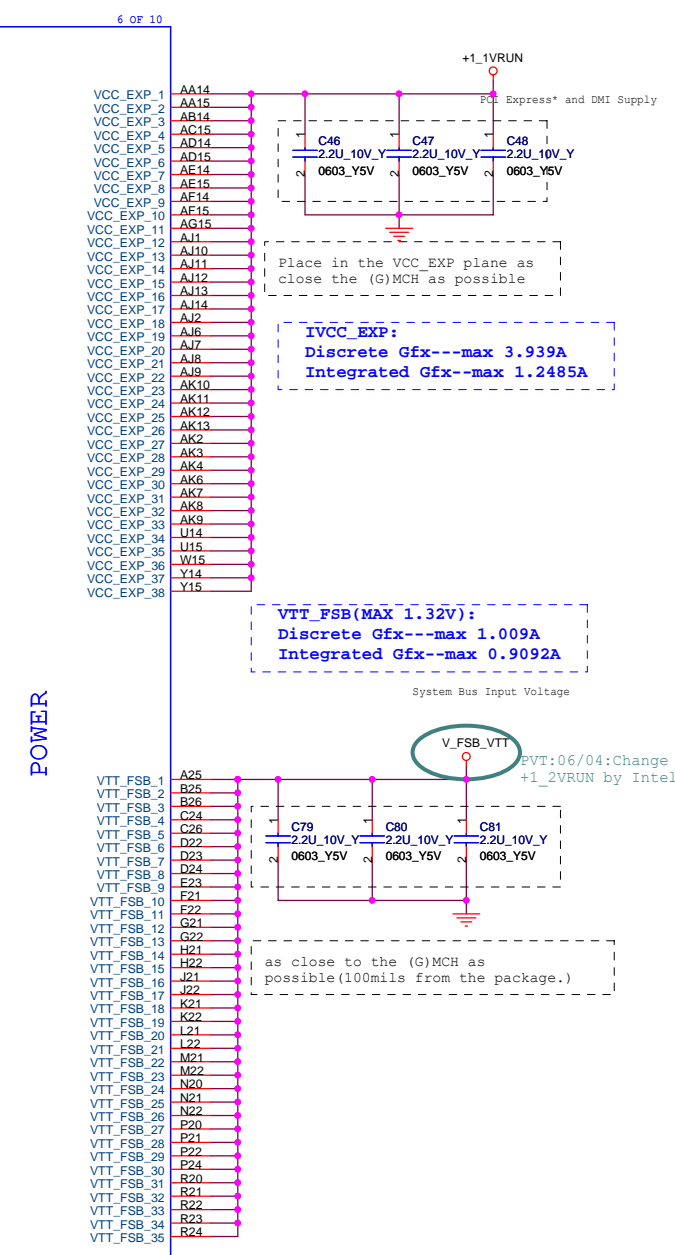 6 OF 10
+1_1VRUN
PCI Express* and DMI Supply
VCC_EXP_1 AA14
VCC_EXP_2 AA15
VCC_EXP_3 AB14
VCC_EXP_4 AC15
VCC_EXP_5 AD14
VCC_EXP_6 AD15
VCC_EXP_7 AE14
VCC_EXP_8 AE15
VCC_EXP_9 AF14
VCC_EXP_10 AF15
VCC_EXP_11 AG15
VCC_EXP_12 AJ1
VCC_EXP_13 AJ10
VCC_EXP_14 AJ11
VCC_EXP_15 AJ12
VCC_EXP_16 AJ13
VCC_EXP_17 AJ14
VCC_EXP_18 AJ2
VCC_EXP_19 AJ6
VCC_EXP_20 AJ7
VCC_EXP_21 AJ8
VCC_EXP_22 AJ9
VCC_EXP_23 AK10
VCC_EXP_24 AK11
VCC_EXP_25 AK12
VCC_EXP_26 AK13
VCC_EXP_27 AK2
VCC_EXP_28 AK3
VCC_EXP_29 AK4
VCC_EXP_30 AK6
VCC_EXP_31 AK7
VCC_EXP_32 AK8
VCC_EXP_33 AK9
VCC_EXP_34 U14
VCC_EXP_35 U15
VCC_EXP_36 W15
VCC_EXP_37 Y14
VCC_EXP_38 Y15
1 1 1
C46 C47 C48
2.2U_10V_Y 2.2U_10V_Y 2.2U_10V_Y
0603_Y5V 0603_Y5V 0603_Y5V
2 2 2
Place in the VCC_EXP plane as
close the (G)MCH as possible
IVCC_EXP:
Discrete Gfx---max 3.939A
Integrated Gfx--max 1.2485A
VTT_FSB(MAX 1.32V):
Discrete Gfx---max 1.009A
Integrated Gfx--max 0.9092A
System Bus Input Voltage
POWER
V_FSB_VTT
PVT:06/04:Change
+1_2VRUN by Intel
VTT_FSB_1 A25
VTT_FSB_2 B25
VTT_FSB_3 B26
VTT_FSB_4 C24
VTT_FSB_5 C26
VTT_FSB_6 D22
VTT_FSB_7 D23
VTT_FSB_8 D24
VTT_FSB_9 E23
VTT_FSB_10 F21
VTT_FSB_11 F22
VTT_FSB_12 G21
VTT_FSB_13 G22
VTT_FSB_14 H21
VTT_FSB_15 H22
VTT_FSB_16 J21
VTT_FSB_17 J22
VTT_FSB_18 K21
VTT_FSB_19 K22
VTT_FSB_20 L21
VTT_FSB_21 L22
VTT_FSB_22 M21
VTT_FSB_23 M22
VTT_FSB_24 N20
VTT_FSB_25 N21
VTT_FSB_26 N22
VTT_FSB_27 P20
VTT_FSB_28 P21
VTT_FSB_29 P22
VTT_FSB_30 P24
VTT_FSB_31 R20
VTT_FSB_32 R21
VTT_FSB_33 R22
VTT_FSB_34 R23
VTT_FSB_35 R24
1 1 1
C79 C80 C81
2.2U_10V_Y 2.2U_10V_Y 2.2U_10V_Y
0603_Y5V 0603_Y5V 0603_Y5V
2 2 2
as close to the (G)MCH as
possible(100mils from the package.)